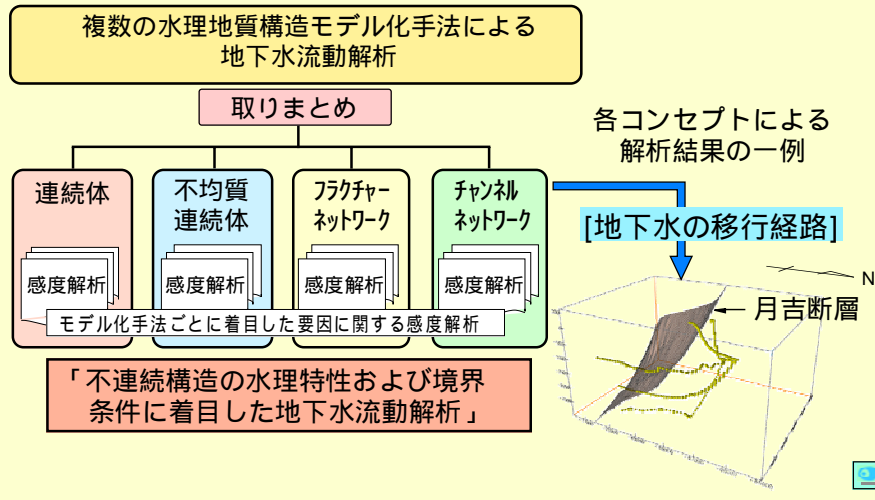 複数の水理地質構造モデル化手法による
地下水流動解析
取りまとめ
各コンセプトによる
解析結果の一例
連続体
不均質
連続体
フラクチャー
ネットワーク
チャンネル
ネットワーク
[地下水の移行経路]
感度解析
感度解析
感度解析
感度解析
N
月吉断層
モデル化手法ごとに着目した要因に関する感度解析
「不連続構造の水理特性および境界
条件に着目した地下水流動解析」